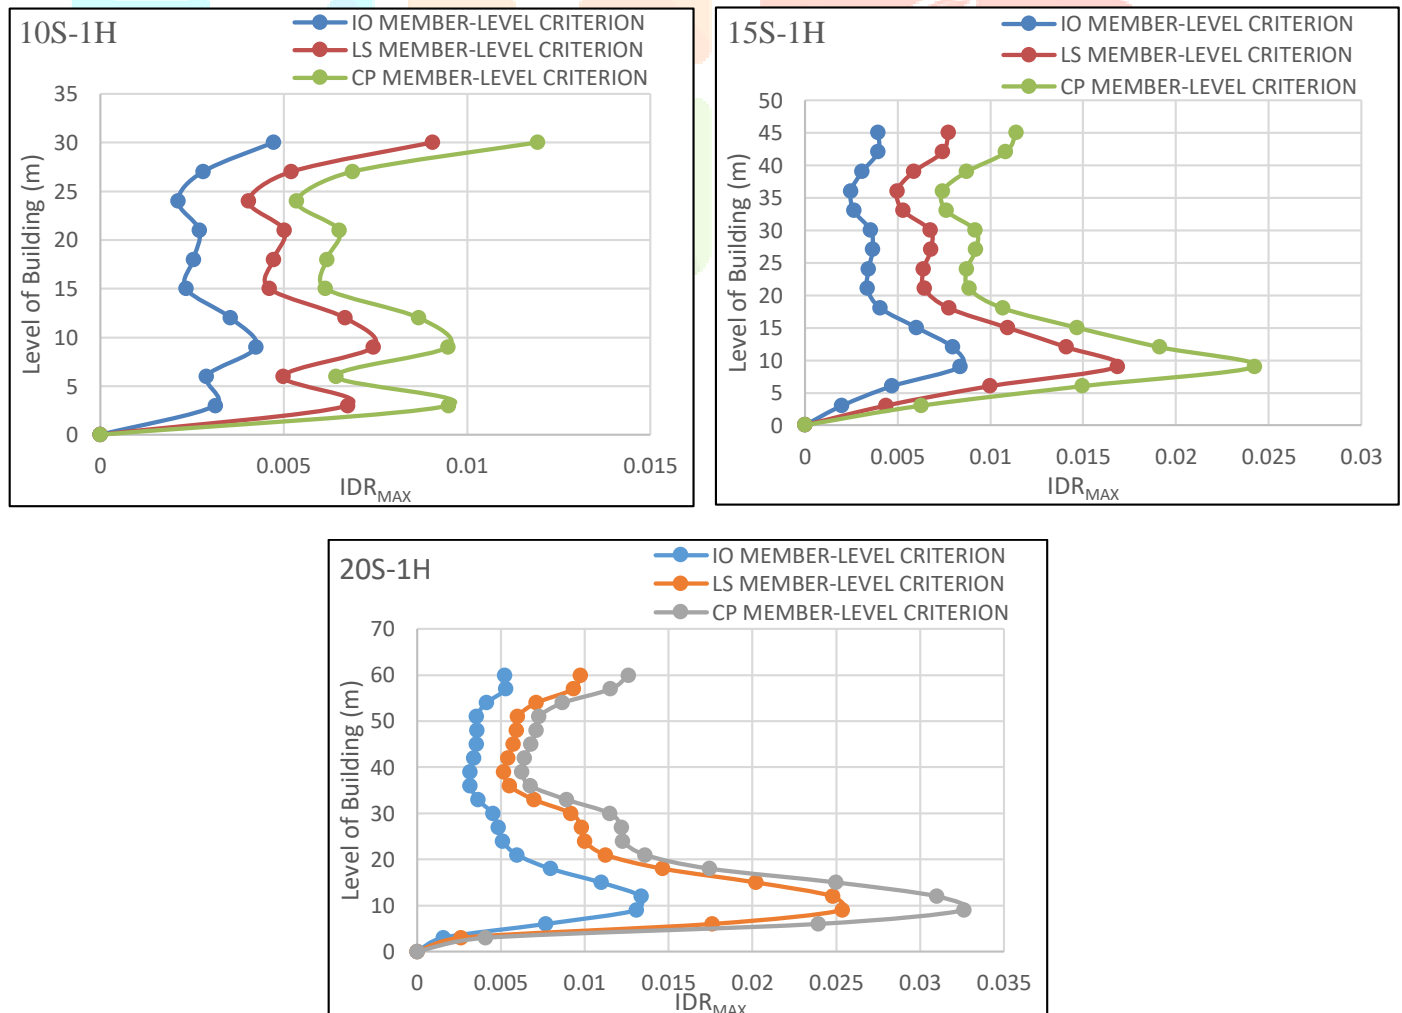 10S-1H
IO MEMBER-LEVEL CRITERION
LS MEMBER-LEVEL CRITERION
CP MEMBER-LEVEL CRITERION
35
30
25
20
15
10
5
0
Level of Building (m)
0 0.005 0.01 0.015
IDRMAX
15S-1H
IO MEMBER-LEVEL CRITERION
LS MEMBER-LEVEL CRITERION
CP MEMBER-LEVEL CRITERION
50
45
40
35
30
25
20
15
10
5
0
Level of Building (m)
0 0.005 0.01 0.015 0.02 0.025 0.03
IDRMAX
20S-1H
IO MEMBER-LEVEL CRITERION
LS MEMBER-LEVEL CRITERION
CP MEMBER-LEVEL CRITERION
70
60
50
40
30
20
10
0
Level of Building (m)
0 0.005 0.01 0.015 0.02 0.025 0.03 0.035
IDRMAX